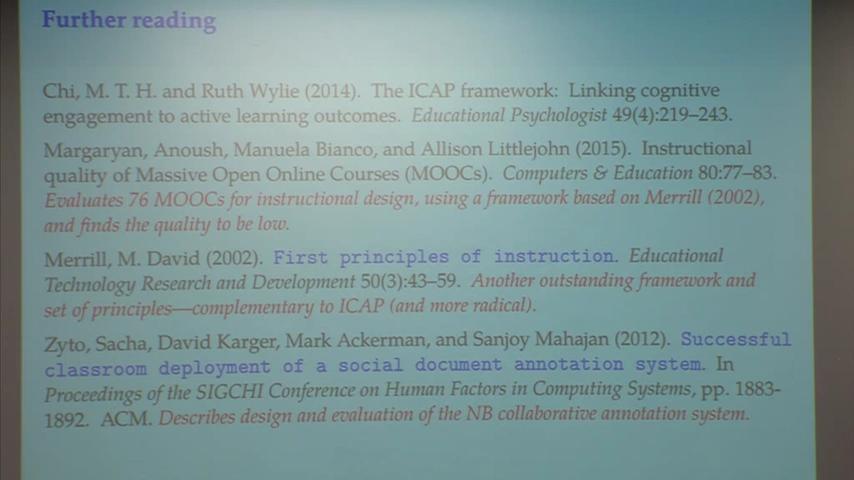 Further reading
Chi, M. T. H. and Ruth Wylie (2014). The ICAP framework: Linking cognitive
engagement to active learning outcomes. Educational Psychologist 49(4):219–243.
Margaryan, Anoush, Manuela Bianco, and Allison Littlejohn (2015). Instructional
quality of Massive Open Online Courses (MOOCs). Computers & Education 80:77–83.
Evaluates 76 MOOCs for instructional design, using a framework based on Merrill (2002),
and finds the quality to be low.
Merrill, M. David (2002). First principles of instruction. Educational
Technology Research and Development 50(3):43–59. Another outstanding framework and
set of principles—complementary to ICAP (and more radical).
Zyto, Sacha, David Karger, Mark Ackerman, and Sanjoy Mahajan (2012). Successful
classroom deployment of a social document annotation system. In
Proceedings of the SIGCHI Conference on Human Factors in Computing Systems, pp. 1883-
1892. ACM. Describes design and evaluation of the NB collaborative annotation system.